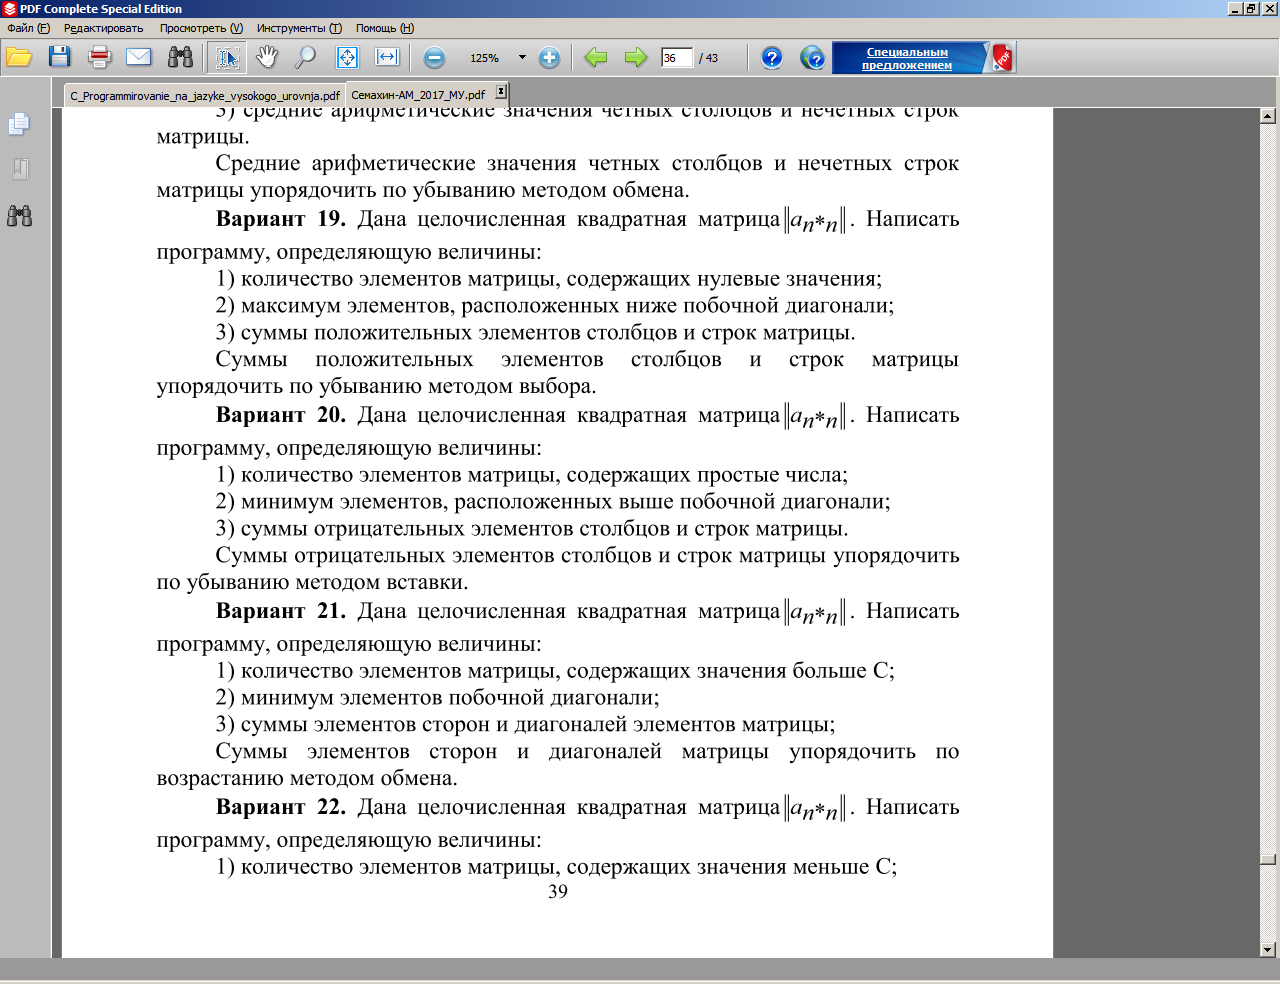 PDF Complete Special Edition
Файл (F) Редактировать Просмотреть (V) Инструменты (T) Помощь (H)
125% 36 / 43 Специальным предложением PDF
C_Programmirovanie_na_jazyke_vysokogo_urovnja.pdf Семахин-АМ_2017_МУ.pdf
3) средние арифметические значения четных столбцов и нечетных строк
матрицы.
Средние арифметические значения четных столбцов и нечетных строк
матрицы упорядочить по убыванию методом обмена.
Вариант 19. Дана целочисленная квадратная матрица ‖aₙ*ₙ‖. Написать
программу, определяющую величины:
1) количество элементов матрицы, содержащих нулевые значения;
2) максимум элементов, расположенных ниже побочной диагонали;
3) суммы положительных элементов столбцов и строк матрицы.
Суммы положительных элементов столбцов и строк матрицы
упорядочить по убыванию методом выбора.
Вариант 20. Дана целочисленная квадратная матрица ‖aₙ*ₙ‖. Написать
программу, определяющую величины:
1) количество элементов матрицы, содержащих простые числа;
2) минимум элементов, расположенных выше побочной диагонали;
3) суммы отрицательных элементов столбцов и строк матрицы.
Суммы отрицательных элементов столбцов и строк матрицы упорядочить
по убыванию методом вставки.
Вариант 21. Дана целочисленная квадратная матрица ‖aₙ*ₙ‖. Написать
программу, определяющую величины:
1) количество элементов матрицы, содержащих значения больше С;
2) минимум элементов побочной диагонали;
3) суммы элементов сторон и диагоналей элементов матрицы;
Суммы элементов сторон и диагоналей матрицы упорядочить по
возрастанию методом обмена.
Вариант 22. Дана целочисленная квадратная матрица ‖aₙ*ₙ‖. Написать
программу, определяющую величины:
1) количество элементов матрицы, содержащих значения меньше С;
39